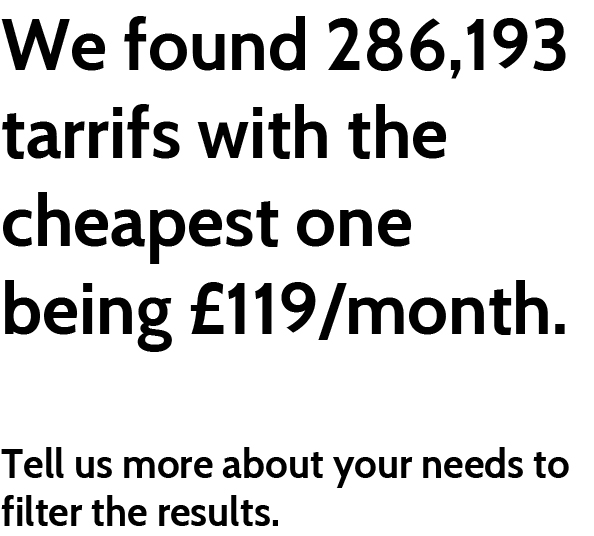 We found 286,193
tarrifs with the
cheapest one
being £119/month.
Tell us more about your needs to
filter the results.